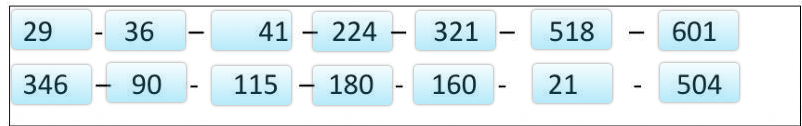 29 - 36 – 41 – 224 – 321 – 518 – 601
346 – 90 - 115 – 180 - 160 - 21 - 504